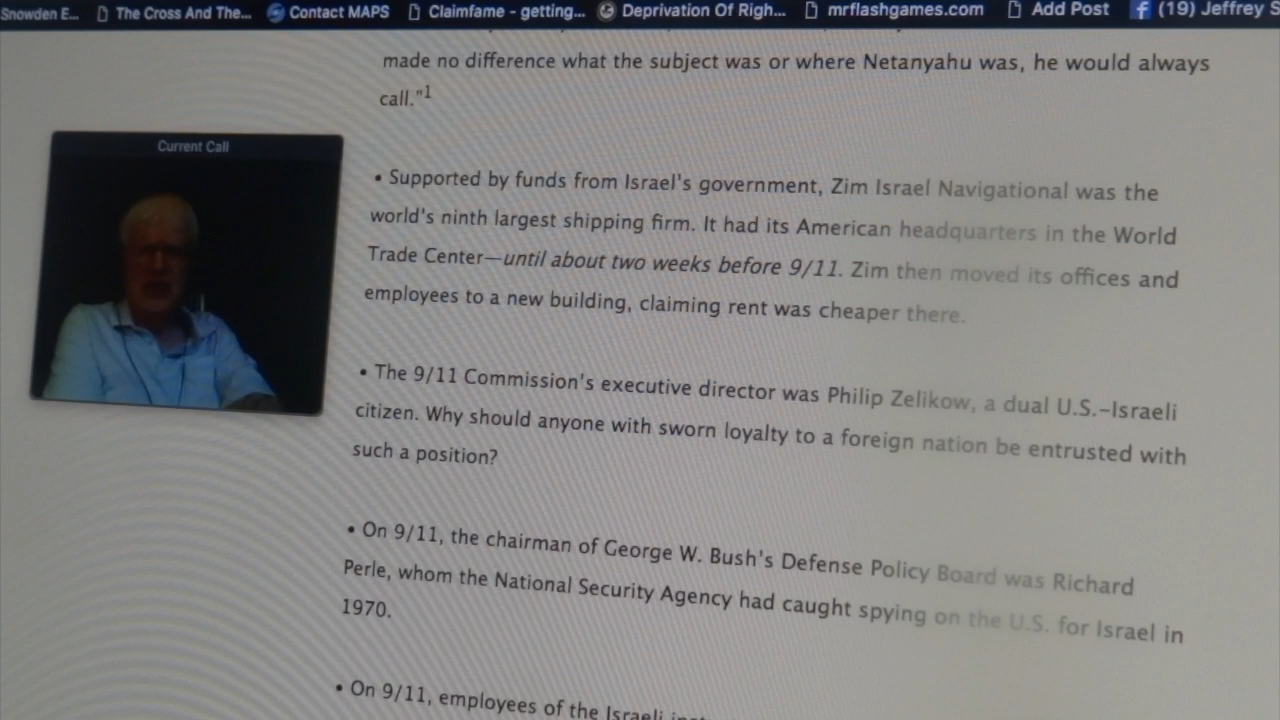 Snowden E... The Cross And The... Contact MAPS Claimfame - getting... Deprivation Of Righ... mrflashgames.com Add Post (19) Jeffrey S
made no difference what the subject was or where Netanyahu was, he would always
call."1
Current Call
• Supported by funds from Israel's government, Zim Israel Navigational was the
world's ninth largest shipping firm. It had its American headquarters in the World
Trade Center—until about two weeks before 9/11. Zim then moved its offices and
employees to a new building, claiming rent was cheaper there.
• The 9/11 Commission's executive director was Philip Zelikow, a dual U.S.-Israeli
citizen. Why should anyone with sworn loyalty to a foreign nation be entrusted with
such a position?
• On 9/11, the chairman of George W. Bush's Defense Policy Board was Richard
Perle, whom the National Security Agency had caught spying on the U.S. for Israel in
1970.
• On 9/11, employees of the Israeli